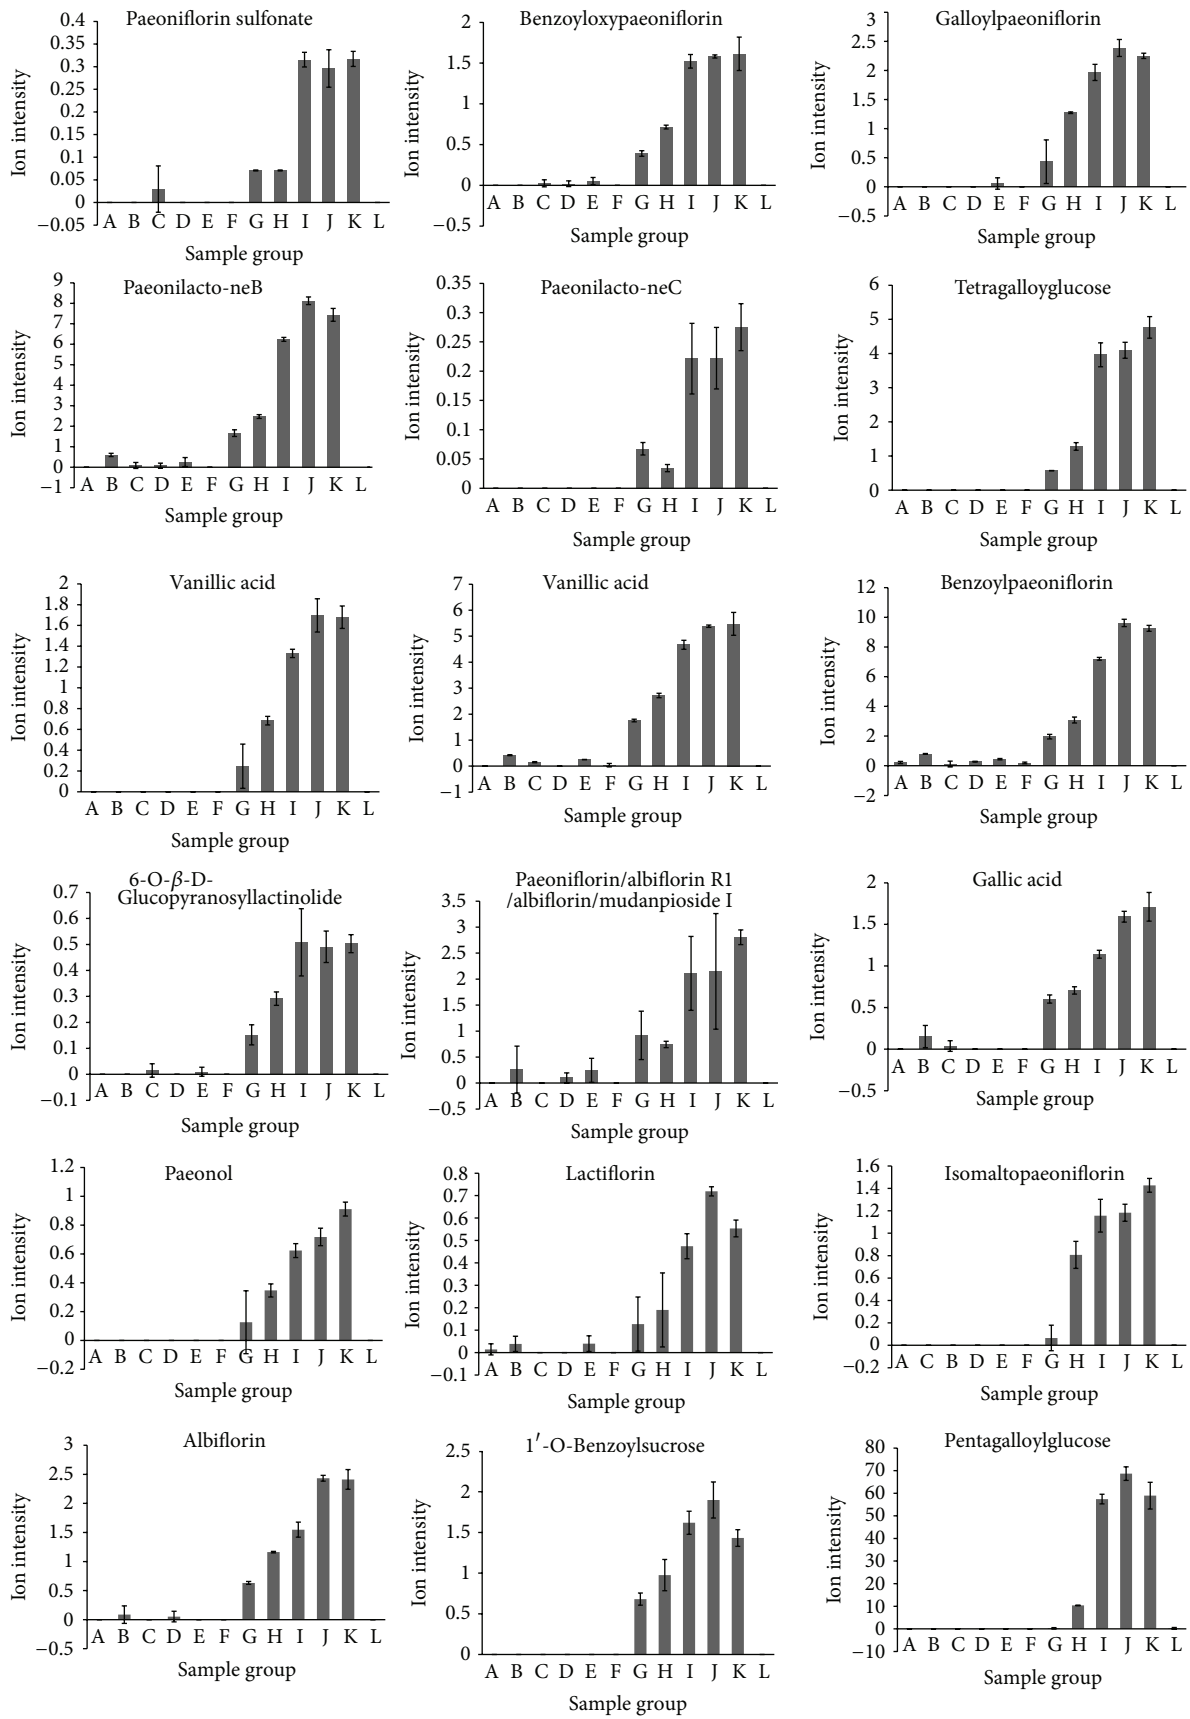 Paeoniflorin sulfonate
Ion intensity
0.4
0.35
0.3
0.25
0.2
0.15
0.1
0.05
0
−0.05
A B C D E F G H I J K L
Sample group
Benzoyloxypaeoniflorin
Ion intensity
2
1.5
1
0.5
0
−0.5
A B C D E F G H I J K L
Sample group
Galloylpaeoniflorin
Ion intensity
3
2.5
2
1.5
1
0.5
0
−0.5
A B C D E F G H I J K L
Sample group
Paeonilacto-neB
Ion intensity
9
8
7
6
5
4
3
2
1
0
−1
A B C D E F G H I J K L
Sample group
Paeonilacto-neC
Ion intensity
0.35
0.3
0.25
0.2
0.15
0.1
0.05
0
A B C D E F G H I J K L
Sample group
Tetragalloyglucose
Ion intensity
6
5
4
3
2
1
0
A B C D E F G H I J K L
Sample group
Vanillic acid
Ion intensity
2
1.8
1.6
1.4
1.2
1
0.8
0.6
0.4
0.2
0
A B C D E F G H I J K L
Sample group
Vanillic acid
Ion intensity
7
6
5
4
3
2
1
0
−1
A B C D E F G H I J K L
Sample group
Benzoylpaeoniflorin
Ion intensity
12
10
8
6
4
2
0
−2
A B C D E F G H I J K L
Sample group
6-O-β-D-
Glucopyranosyllactinolide
Ion intensity
0.7
0.6
0.5
0.4
0.3
0.2
0.1
0
−0.1
A B C D E F G H I J K L
Sample group
Paeoniflorin/albiflorin R1
/albiflorin/mudanpioside I
Ion intensity
3.5
3
2.5
2
1.5
1
0.5
0
−0.5
A B C D E F G H I J K L
Sample group
Gallic acid
Ion intensity
2
1.5
1
0.5
0
−0.5
A B C D E F G H I J K L
Sample group
Paeonol
Ion intensity
1.2
1
0.8
0.6
0.4
0.2
0
−0.2
A B C D E F G H I J K L
Sample group
Lactiflorin
Ion intensity
0.8
0.7
0.6
0.5
0.4
0.3
0.2
0.1
0
−0.1
A B C D E F G H I J K L
Sample group
Isomaltopaeoniflorin
Ion intensity
1.6
1.4
1.2
1
0.8
0.6
0.4
0.2
0
−0.2
A C B D E F G H I J K L
Sample group
Albiflorin
Ion intensity
3
2.5
2
1.5
1
0.5
0
−0.5
A B C D E F G H I J K L
Sample group
1′-O-Benzoylsucrose
Ion intensity
2.5
2
1.5
1
0.5
0
A B C D E F G H I J K L
Sample group
Pentagalloylglucose
Ion intensity
80
70
60
50
40
30
20
10
0
−10
A B C D E F G H I J K L
Sample group